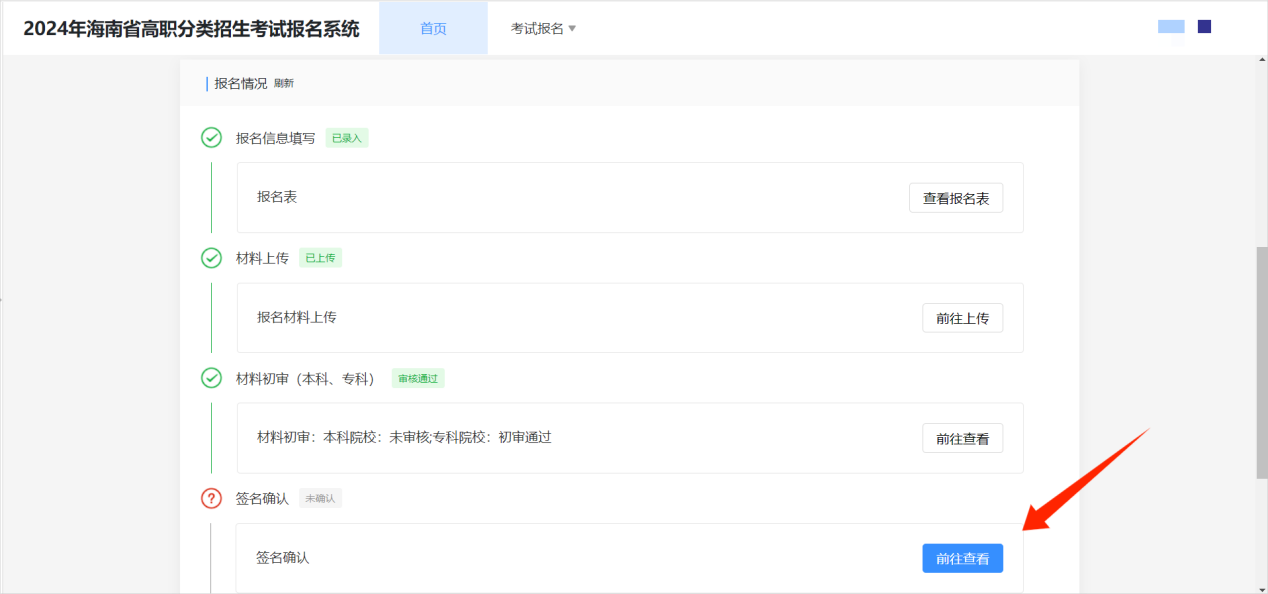 2024年海南省高职分类招生考试报名系统 首页 考试报名
报名情况 刷新
报名信息填写 已录入
报名表 查看报名表
材料上传 已上传
报名材料上传 前往上传
材料初审（本科、专科） 审核通过
材料初审：本科院校：未审核;专科院校：初审通过 前往查看
签名确认 未确认
签名确认 前往查看